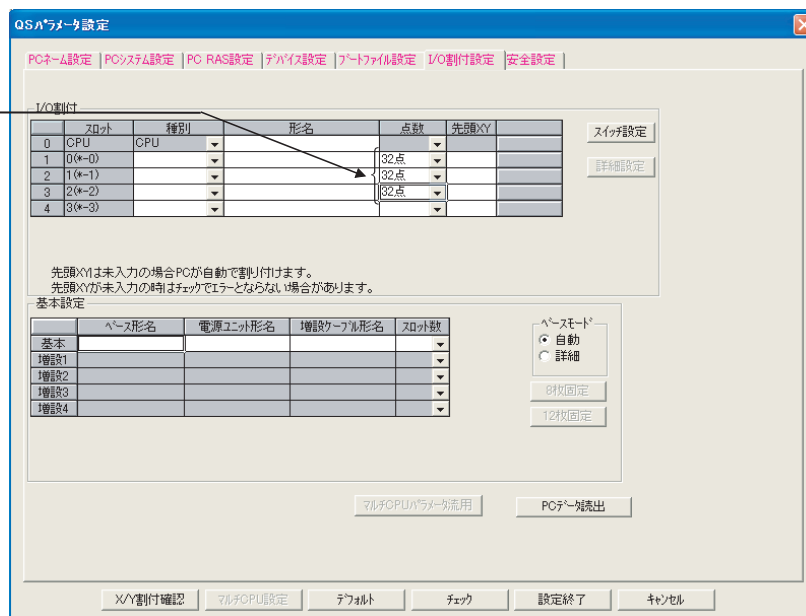 QSパラメータ設定
PCネーム設定 PCシステム設定 PC RAS設定 デバイス設定 ブートファイル設定 I/O割付設定 安全設定
I/O割付
スロット 種別 形名 点数 先頭XY
0 CPU CPU
1 0(*-0) 32点
2 1(*-1) 32点
3 2(*-2) 32点
4 3(*-3)
スイッチ設定
詳細設定
先頭XYは未入力の場合PCが自動で割り付けます。
先頭XYが未入力の時はチェックでエラーとならない場合があります。
基本設定
ベース形名 電源ユニット形名 増設ケーブル形名 スロット数
基本
増設1
増設2
増設3
増設4
ベースモード
自動
詳細
8枚固定
12枚固定
マルチCPUパラメータ流用 PCデータ読出
X/Y割付確認 マルチCPU設定 デフォルト チェック 設定終了 キャンセル